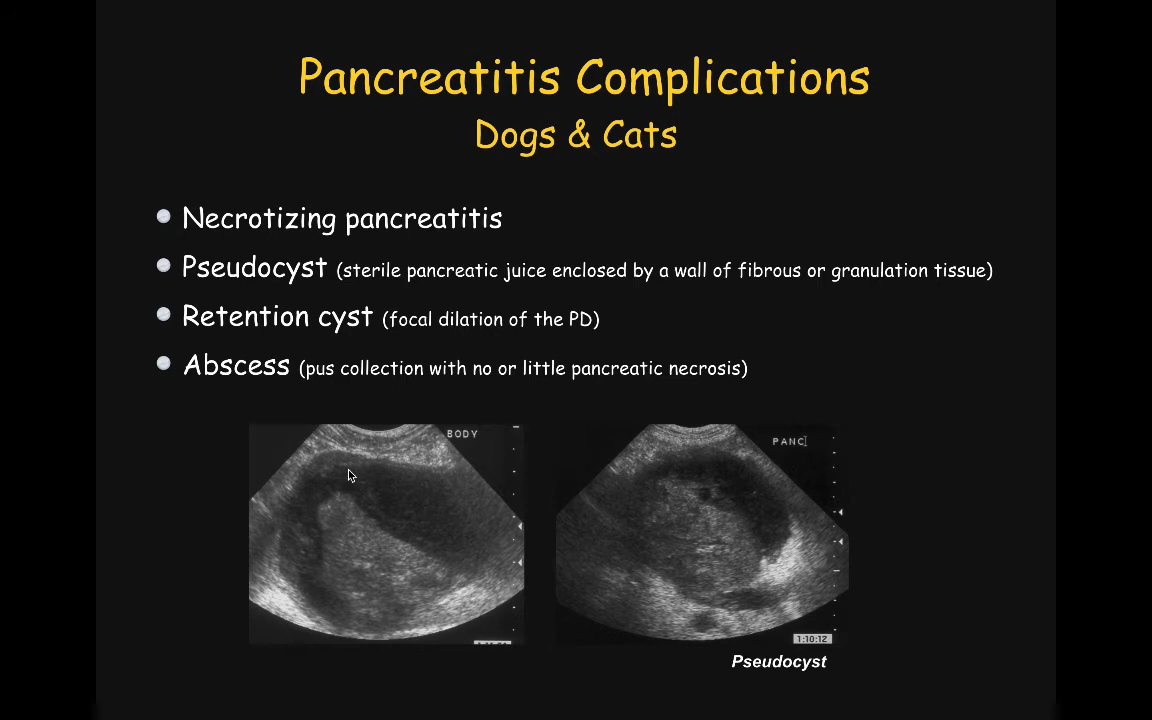 Pancreatitis Complications
Dogs & Cats
Necrotizing pancreatitis
Pseudocyst (sterile pancreatic juice enclosed by a wall of fibrous or granulation tissue)
Retention cyst (focal dilation of the PD)
Abscess (pus collection with no or little pancreatic necrosis)
BODY
PANC
1:10:12
Pseudocyst